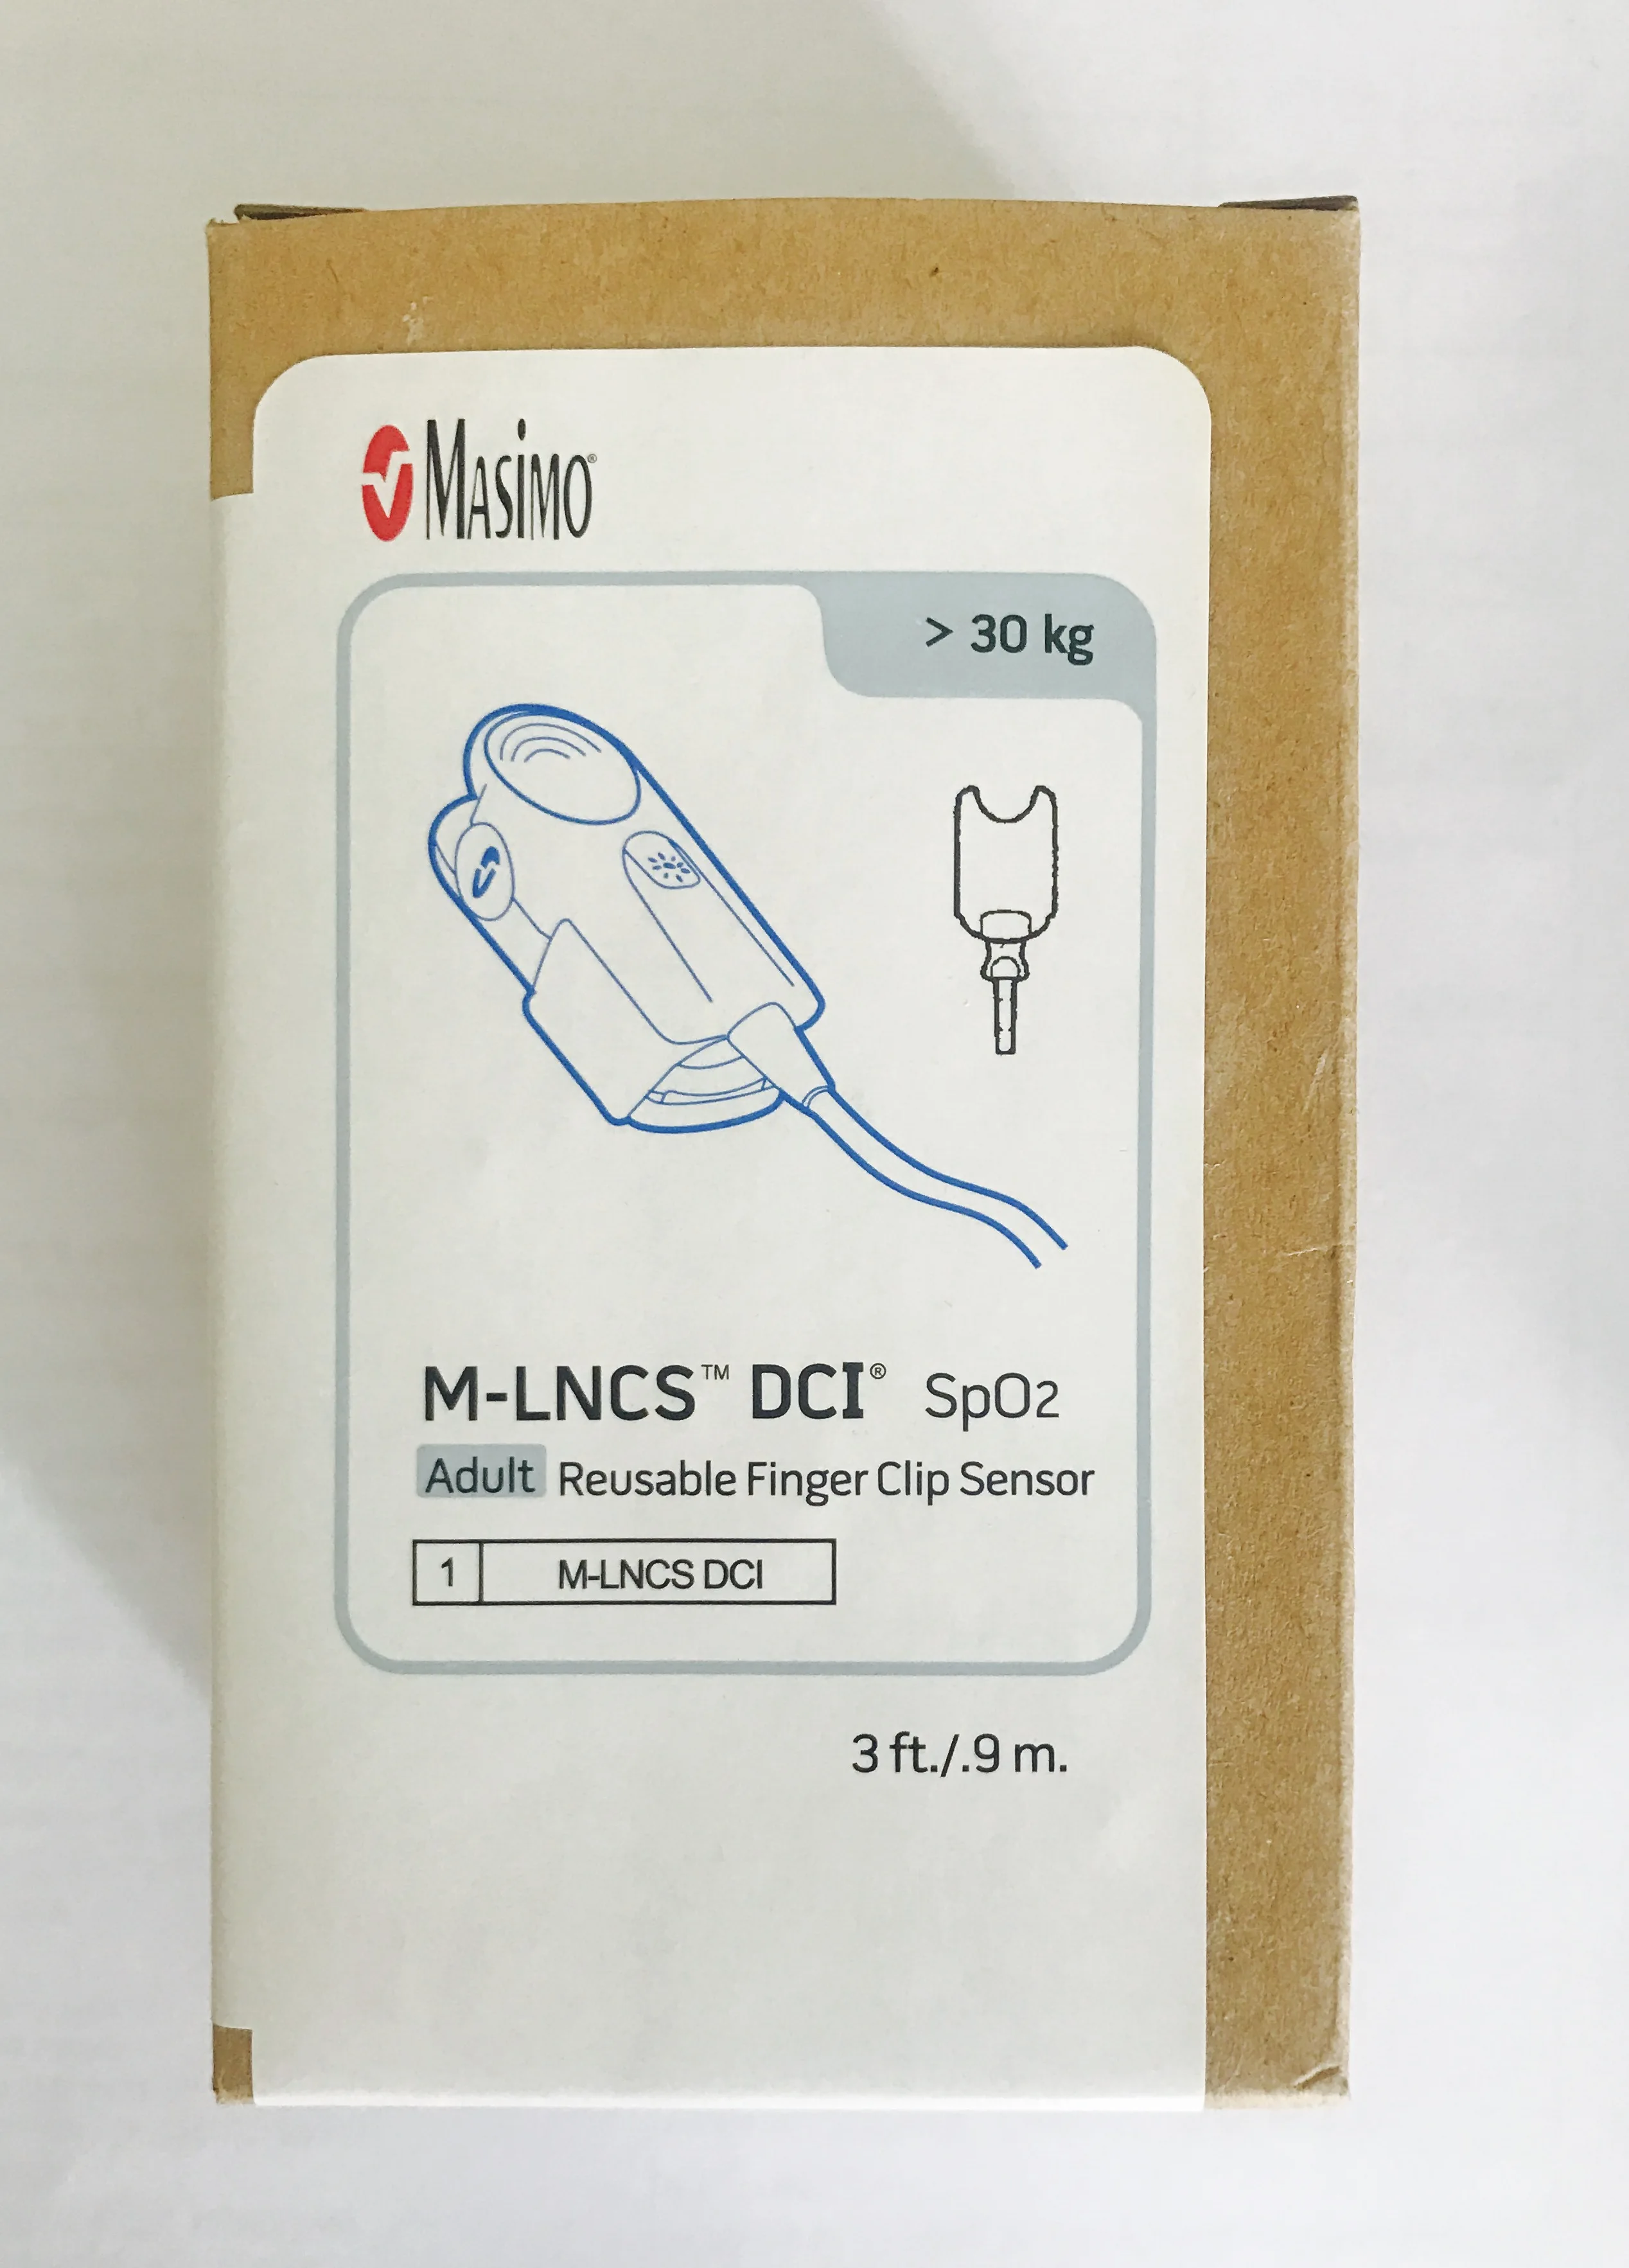 MASiMO®
> 30 kg
M-LNCS™ DCI® SpO2
Adult Reusable Finger Clip Sensor
1 M-LNCS DCI
3 ft./.9 m.